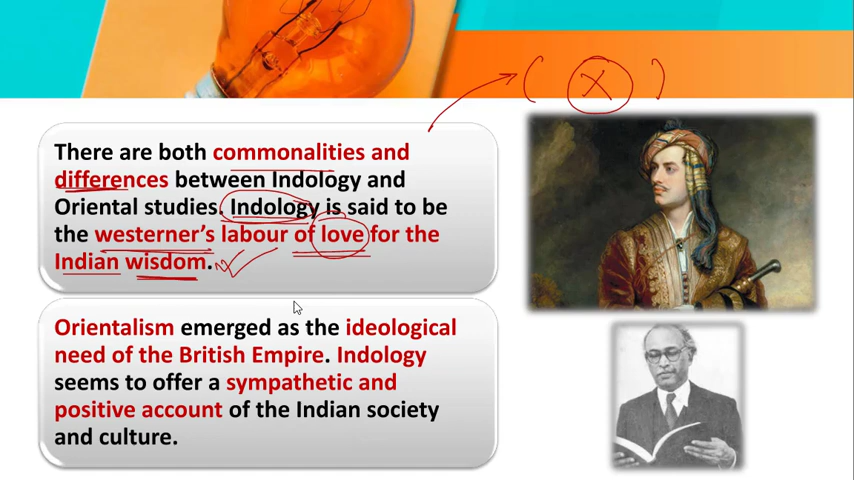 ( X )
There are both commonalities and
differences between Indology and
Oriental studies. Indology is said to be
the westerner's labour of love for the
Indian wisdom.
Orientalism emerged as the ideological
need of the British Empire. Indology
seems to offer a sympathetic and
positive account of the Indian society
and culture.